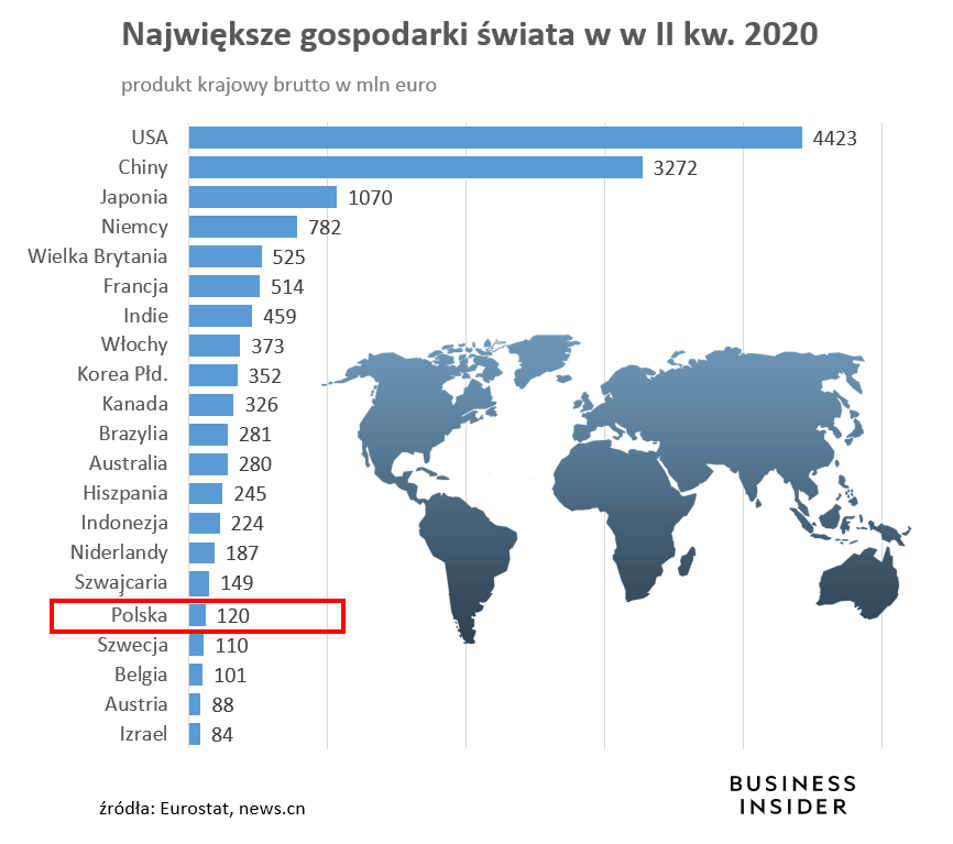 Największe gospodarki świata w w II kw. 2020
produkt krajowy brutto w mln euro
USA 4423
Chiny 3272
Japonia 1070
Niemcy 782
Wielka Brytania 525
Francja 514
Indie 459
Włochy 373
Korea Płd. 352
Kanada 326
Brazylia 281
Australia 280
Hiszpania 245
Indonezja 224
Niderlandy 187
Szwajcaria 149
Polska 120
Szwecja 110
Belgia 101
Austria 88
Izrael 84
BUSINESS
INSIDER
źródła: Eurostat, news.cn